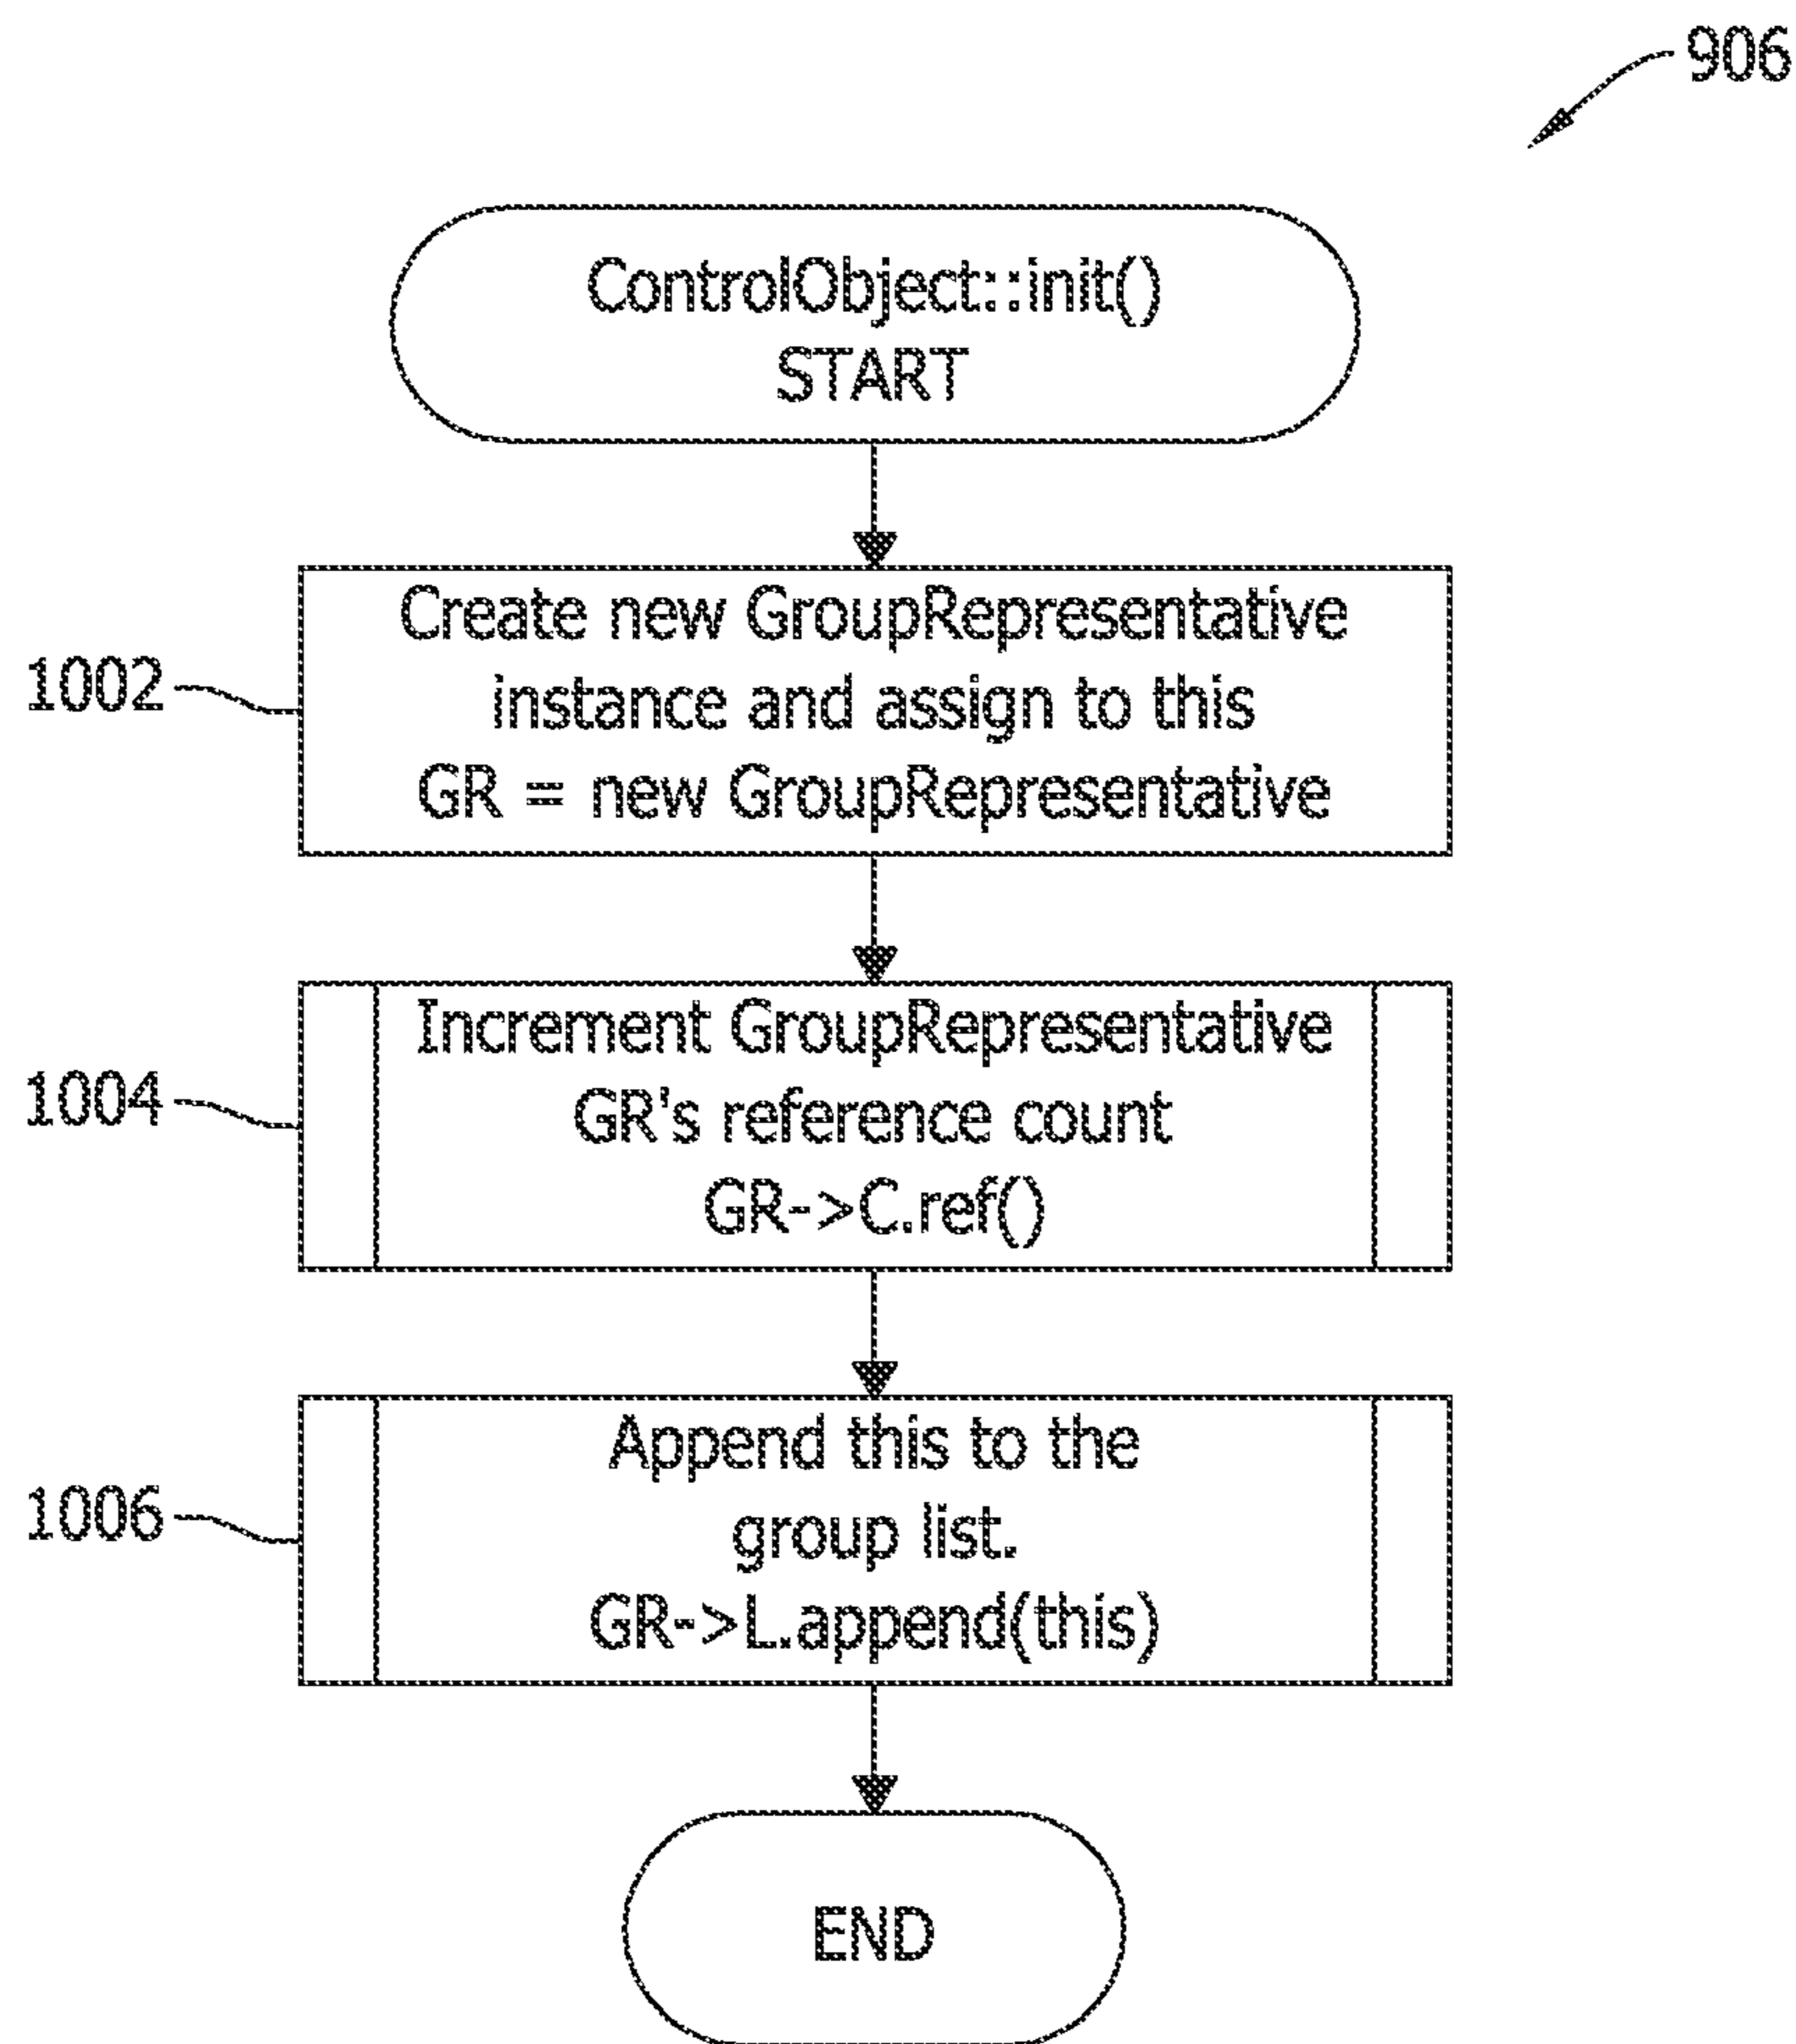 906
ControlObject::init()
START
1002
Create new GroupRepresentative
instance and assign to this
GR = new GroupRepresentative
1004
Increment GroupRepresentative
GR's reference count
GR->C.ref()
1006
Append this to the
group list.
GR->L.append(this)
END